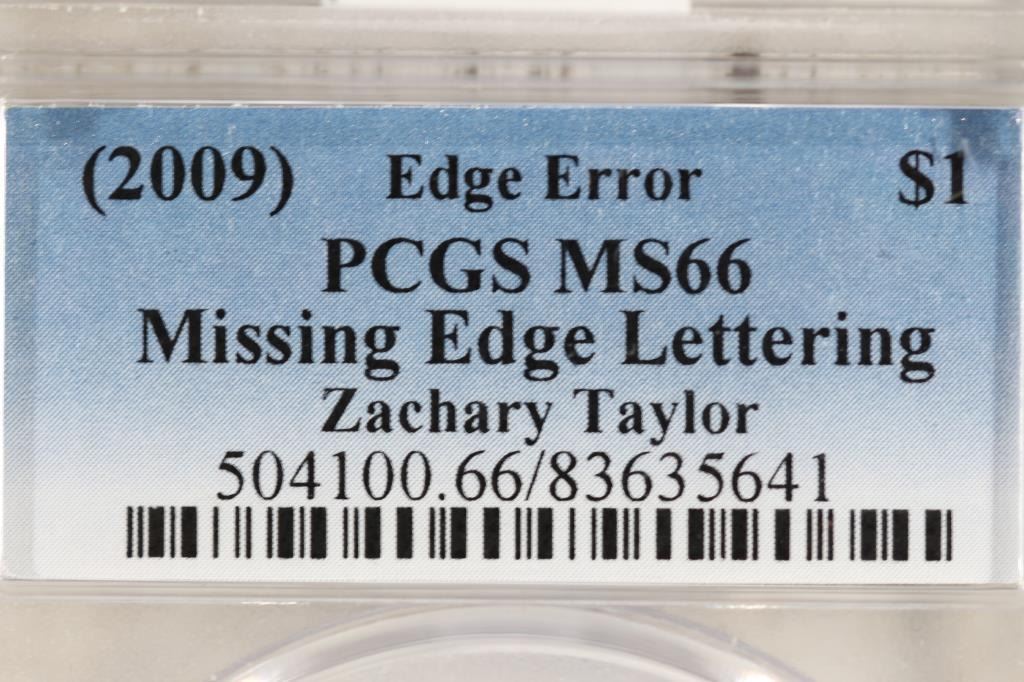 (2009) Edge Error $1
PCGS MS66
Missing Edge Lettering
Zachary Taylor
504100.66/83635641